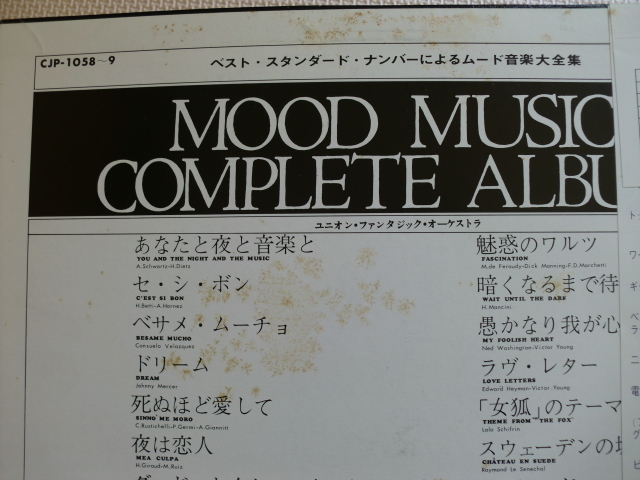 CJP-1058~9
ベスト・スタンダード・ナンバーによるムード音楽大全集
MOOD MUSIC
COMPLETE ALBU
ユニオン・ファンタジック・オーケストラ
あなたと夜と音楽と
YOU AND THE NIGHT AND THE MUSIC
A.Schwartz-H.Dietz
セ・シ・ボン
C'EST SI BON
H.Betti-A.Hornez
ベサメ・ムーチョ
BESAME MUCHO
Consuelo Velazquez
ドリーム
DREAM
Johnny Mercer
死ぬほど愛して
SINNO' ME MORO
C.Rustichelli-P.Germi-A.Giannitt
夜は恋人
MEA CULPA
H.Giraud-M.Ruiz
魅惑のワルツ
FASCINATION
M.de Feraudy-Dick Manning-F.D.Marchetti
暗くなるまで待
WAIT UNTIL THE DARK
H.Mancini
愚かなり我が心
MY FOOLISH HEART
Ned Washington-Victor Young
ラヴ・レター
LOVE LETTERS
Edward Heyman-Victor Young
「女狐」のテーマ
THEME FROM "THE FOX"
Lalo Schifrin
スウェーデンの城
CHÂTEAU EN SUEDE
Raymond Le Senechal